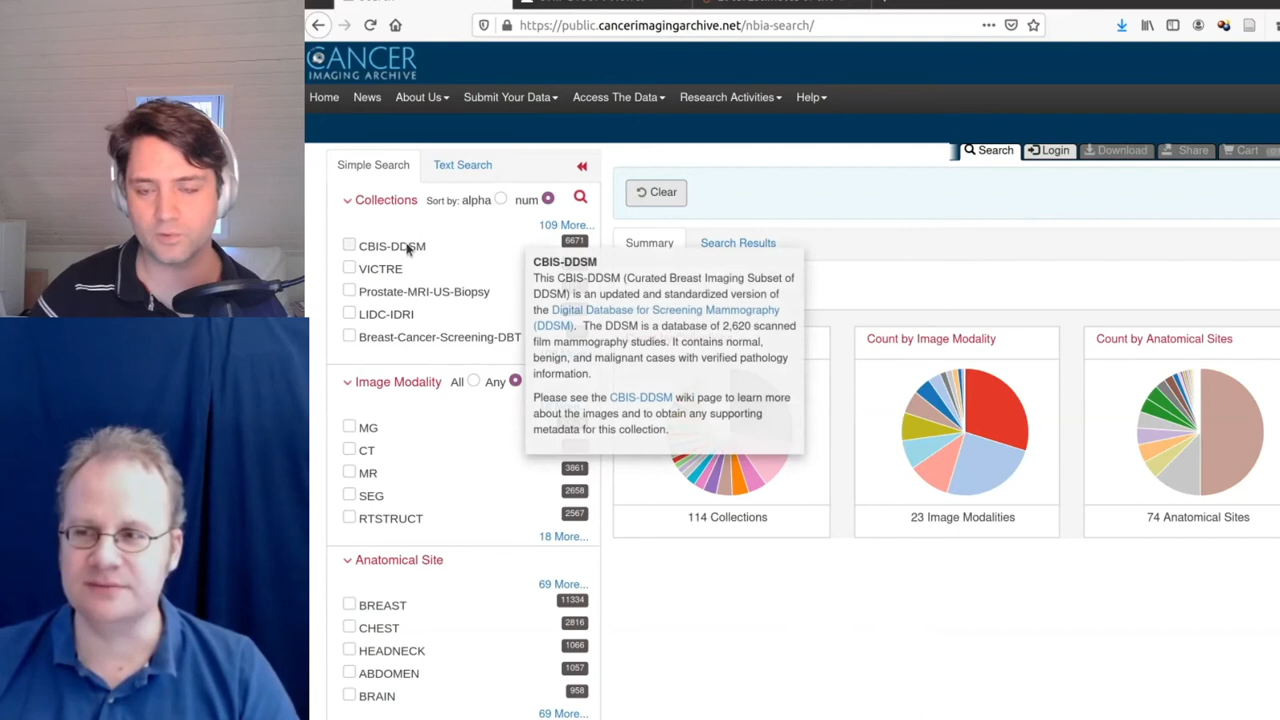 https://public.cancerimagingarchive.net/nbia-search/
CANCER
IMAGING ARCHIVE
Home News About Us Submit Your Data Access The Data Research Activities Help
Search Login Download Share Cart
Simple Search Text Search
Collections Sort by: alpha num
109 More...
CBIS-DDSM 6671
VICTRE
Prostate-MRI-US-Biopsy
LIDC-IDRI
Breast-Cancer-Screening-DBT
Image Modality All Any
MG
CT
MR 3861
SEG 2658
RTSTRUCT 2567
18 More...
Anatomical Site
69 More...
BREAST 11334
CHEST 2816
HEADNECK 1066
ABDOMEN 1057
BRAIN 958
69 More...
Clear
Summary Search Results
CBIS-DDSM
This CBIS-DDSM (Curated Breast Imaging Subset of
DDSM) is an updated and standardized version of
the Digital Database for Screening Mammography
(DDSM). The DDSM is a database of 2,620 scanned
film mammography studies. It contains normal,
benign, and malignant cases with verified pathology
information.
Please see the CBIS-DDSM wiki page to learn more
about the images and to obtain any supporting
metadata for this collection.
Count by Image Modality
Count by Anatomical Sites
114 Collections
23 Image Modalities
74 Anatomical Sites